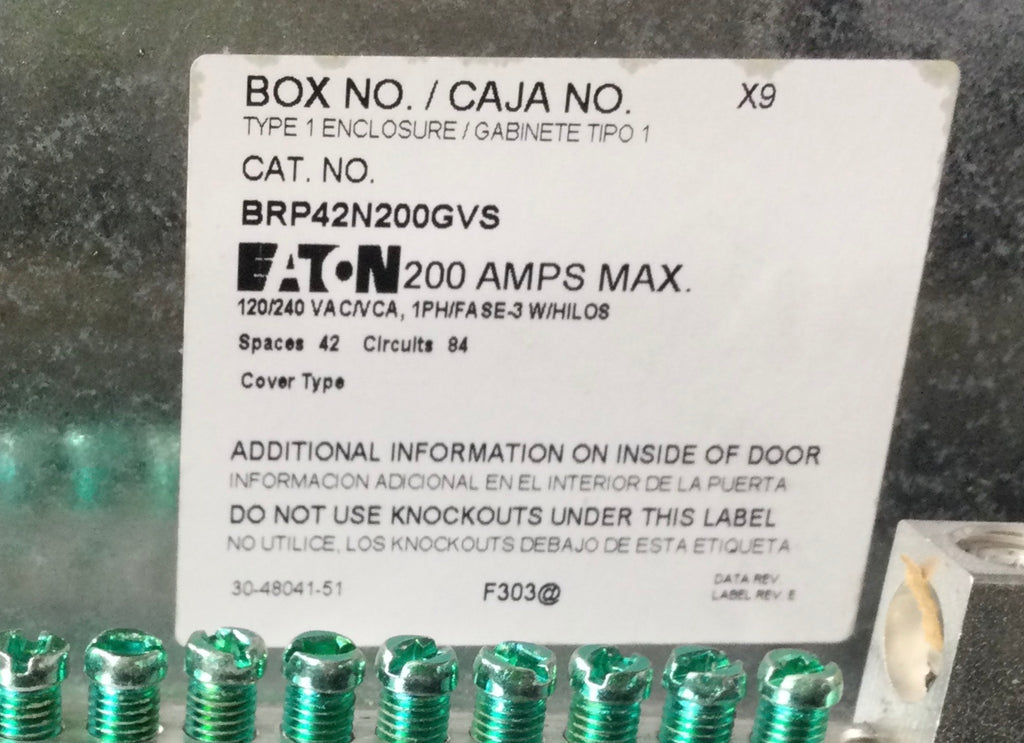 BOX NO. / CAJA NO. X9
TYPE 1 ENCLOSURE / GABINETE TIPO 1
CAT. NO.
BRP42N200GVS
EATON 200 AMPS MAX.
120/240 VAC/VCA, 1PH/FASE-3 W/HILOS
Spaces 42 Circuits 84
Cover Type
ADDITIONAL INFORMATION ON INSIDE OF DOOR
INFORMACION ADICIONAL EN EL INTERIOR DE LA PUERTA
DO NOT USE KNOCKOUTS UNDER THIS LABEL
NO UTILICE, LOS KNOCKOUTS DEBAJO DE ESTA ETIQUETA
30-48041-51 F303@ DATA REV.
LABEL REV. E